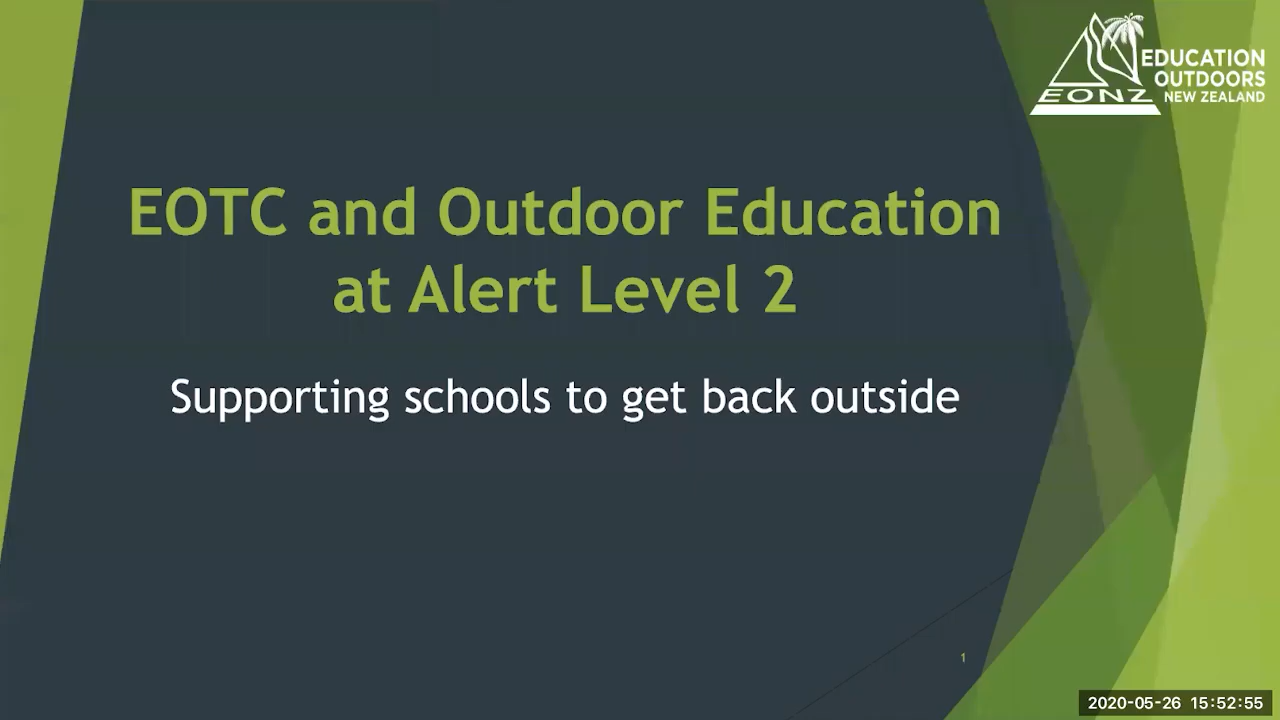 EDUCATION
OUTDOORS
EONZ NEW ZEALAND
EOTC and Outdoor Education
at Alert Level 2
Supporting schools to get back outside
1
2020-05-26 15:52:55